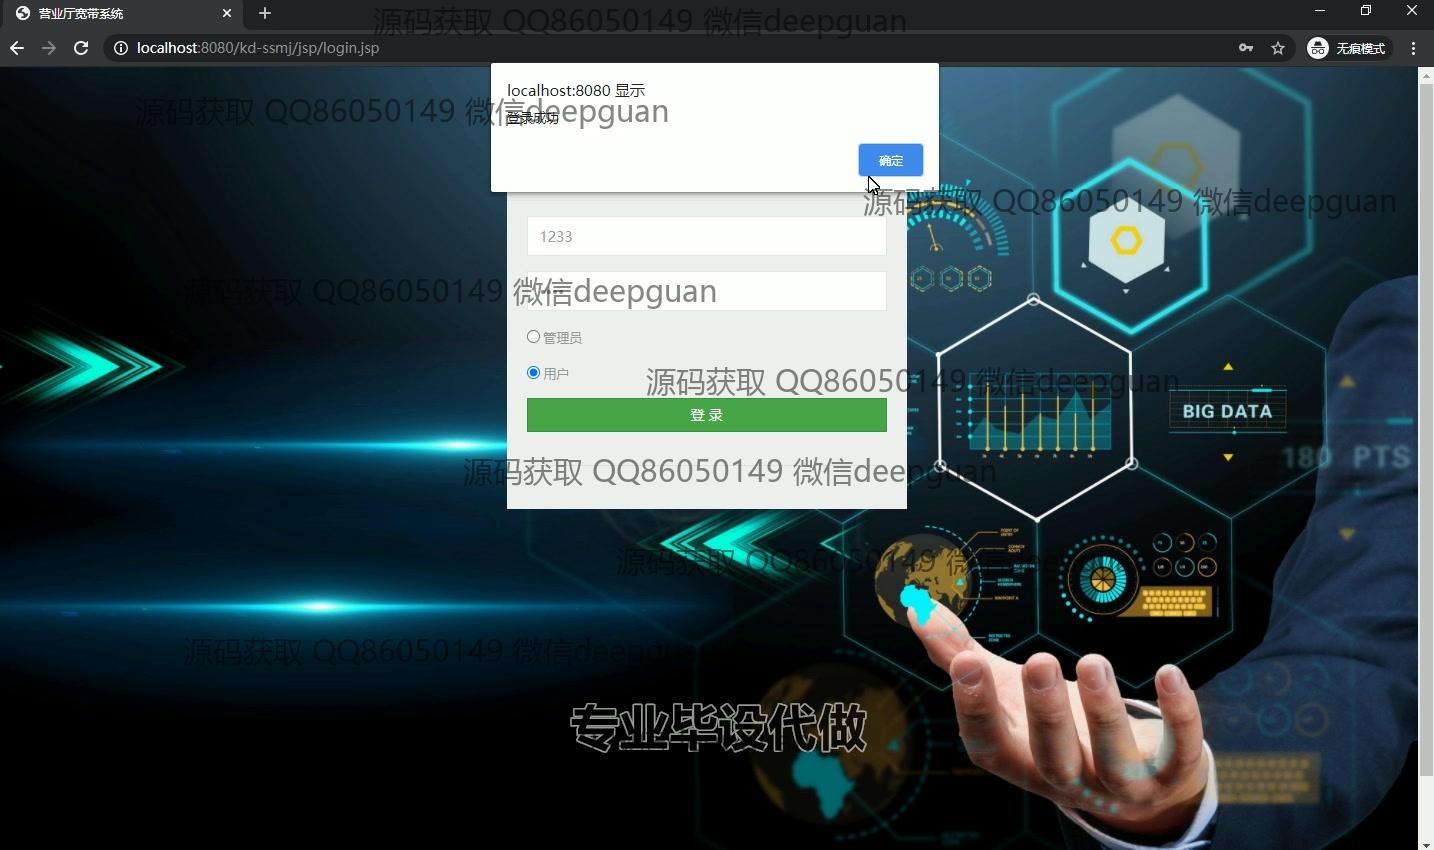 营业厅宽带系统
源码获取 QQ86050149 微信deepguan
localhost:8080/kd-ssmj/jsp/login.jsp
无痕模式
localhost:8080 显示
源码获取 QQ86050149 微信deepguan
登录成功
确定
源码获取 QQ86050149 微信deepguan
1233
源码获取 QQ86050149 微信deepguan
管理员
用户
源码获取 QQ86050149 微信deepguan
登 录
BIG DATA
180 PTS
源码获取 QQ86050149 微信deepguan
源码获取 QQ86050149 微信deepguan
源码获取 QQ86050149 微信deepguan
专业毕设代做